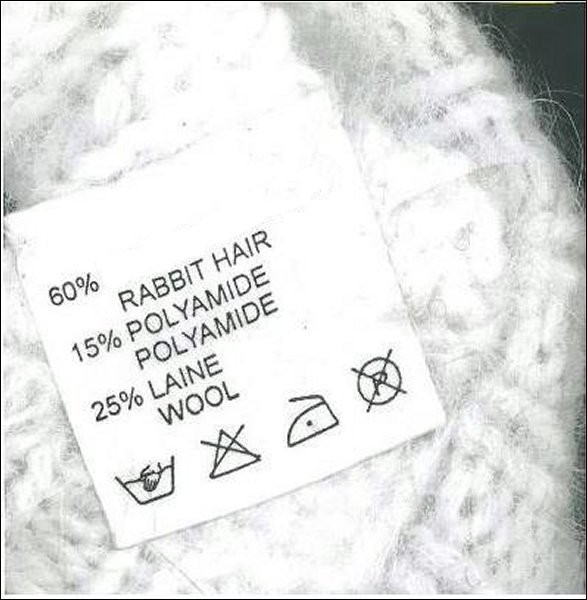 60% RABBIT HAIR
15% POLYAMIDE
POLYAMIDE
25% LAINE
WOOL
P